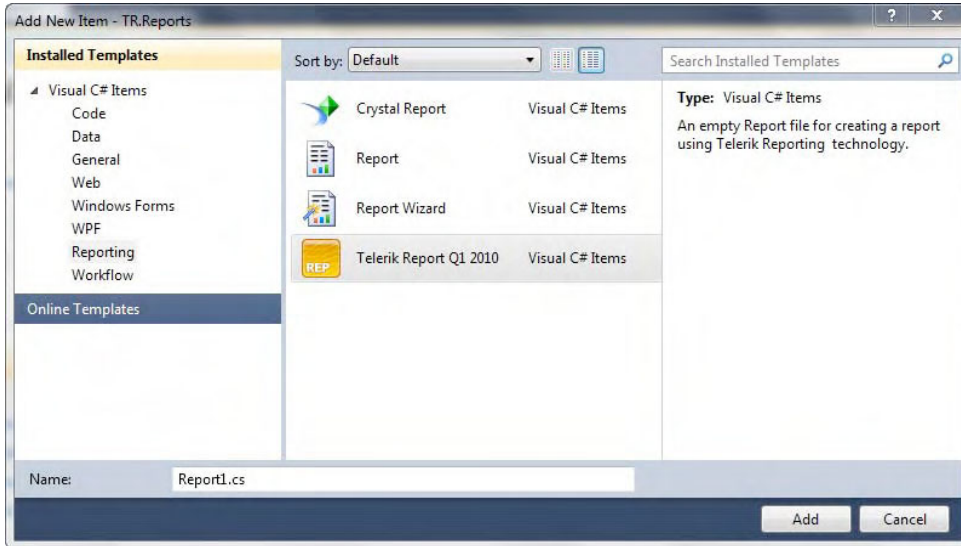 Add New Item - TR.Reports
? X
Installed Templates
Visual C# Items
Code
Data
General
Web
Windows Forms
WPF
Reporting
Workflow
Online Templates
Sort by: Default
Crystal Report Visual C# Items
Report Visual C# Items
Report Wizard Visual C# Items
REP Telerik Report Q1 2010 Visual C# Items
Search Installed Templates
Type: Visual C# Items
An empty Report file for creating a report
using Telerik Reporting technology.
Name: Report1.cs
Add Cancel